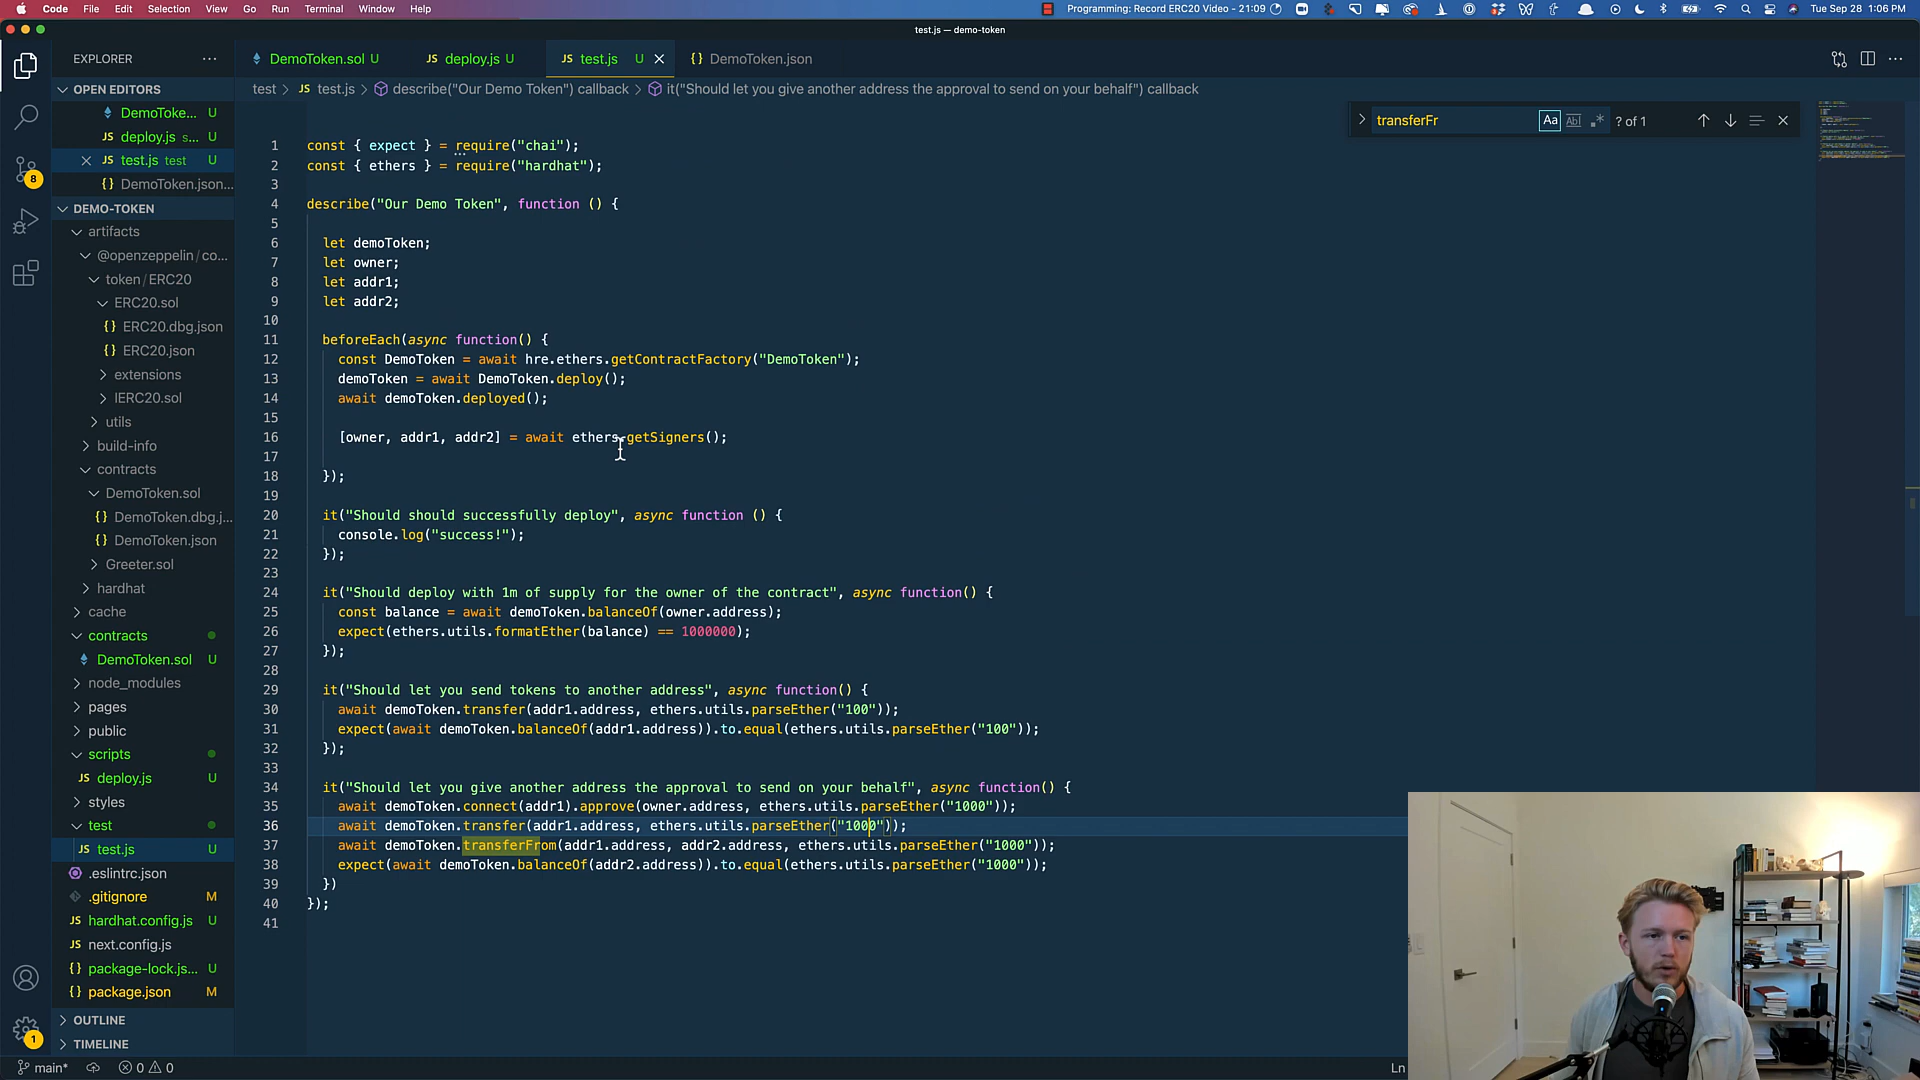 Code File Edit Selection View Go Run Terminal Window Help Programming: Record ERC20 Video - 21:09 Tue Sep 28 1:06 PM
test.js — demo-token
EXPLORER
DemoToken.sol U
JS deploy.js U
JS test.js U
{} DemoToken.json
OPEN EDITORS
test > JS test.js > describe("Our Demo Token") callback > it("Should let you give another address the approval to send on your behalf") callback
DemoToke... U
JS deploy.js s... U
JS test.js test U
{} DemoToken.json...
transferFr Aa Abl .* ? of 1
DEMO-TOKEN
artifacts
@openzeppelin/co...
token/ERC20
ERC20.sol
{} ERC20.dbg.json
{} ERC20.json
extensions
IERC20.sol
utils
build-info
contracts
DemoToken.sol
{} DemoToken.dbg.j...
{} DemoToken.json
Greeter.sol
hardhat
cache
contracts
DemoToken.sol U
node_modules
pages
public
scripts
JS deploy.js U
styles
test
JS test.js U
.eslintrc.json
.gitignore M
JS hardhat.config.js U
JS next.config.js
{} package-lock.js... U
{} package.json M
OUTLINE
TIMELINE
8
1
1 const { expect } = require("chai");
2 const { ethers } = require("hardhat");
3
4 describe("Our Demo Token", function () {
5
6 let demoToken;
7 let owner;
8 let addr1;
9 let addr2;
10
11 beforeEach(async function() {
12 const DemoToken = await hre.ethers.getContractFactory("DemoToken");
13 demoToken = await DemoToken.deploy();
14 await demoToken.deployed();
15
16 [owner, addr1, addr2] = await ethers.getSigners();
17
18 });
19
20 it("Should should successfully deploy", async function () {
21 console.log("success!");
22 });
23
24 it("Should deploy with 1m of supply for the owner of the contract", async function() {
25 const balance = await demoToken.balanceOf(owner.address);
26 expect(ethers.utils.formatEther(balance) == 1000000);
27 });
28
29 it("Should let you send tokens to another address", async function() {
30 await demoToken.transfer(addr1.address, ethers.utils.parseEther("100"));
31 expect(await demoToken.balanceOf(addr1.address)).to.equal(ethers.utils.parseEther("100"));
32 });
33
34 it("Should let you give another address the approval to send on your behalf", async function() {
35 await demoToken.connect(addr1).approve(owner.address, ethers.utils.parseEther("1000"));
36 await demoToken.transfer(addr1.address, ethers.utils.parseEther("1000"));
37 await demoToken.transferFrom(addr1.address, addr2.address, ethers.utils.parseEther("1000"));
38 expect(await demoToken.balanceOf(addr2.address)).to.equal(ethers.utils.parseEther("1000"));
39 })
40 });
41
main* 0 0 Ln